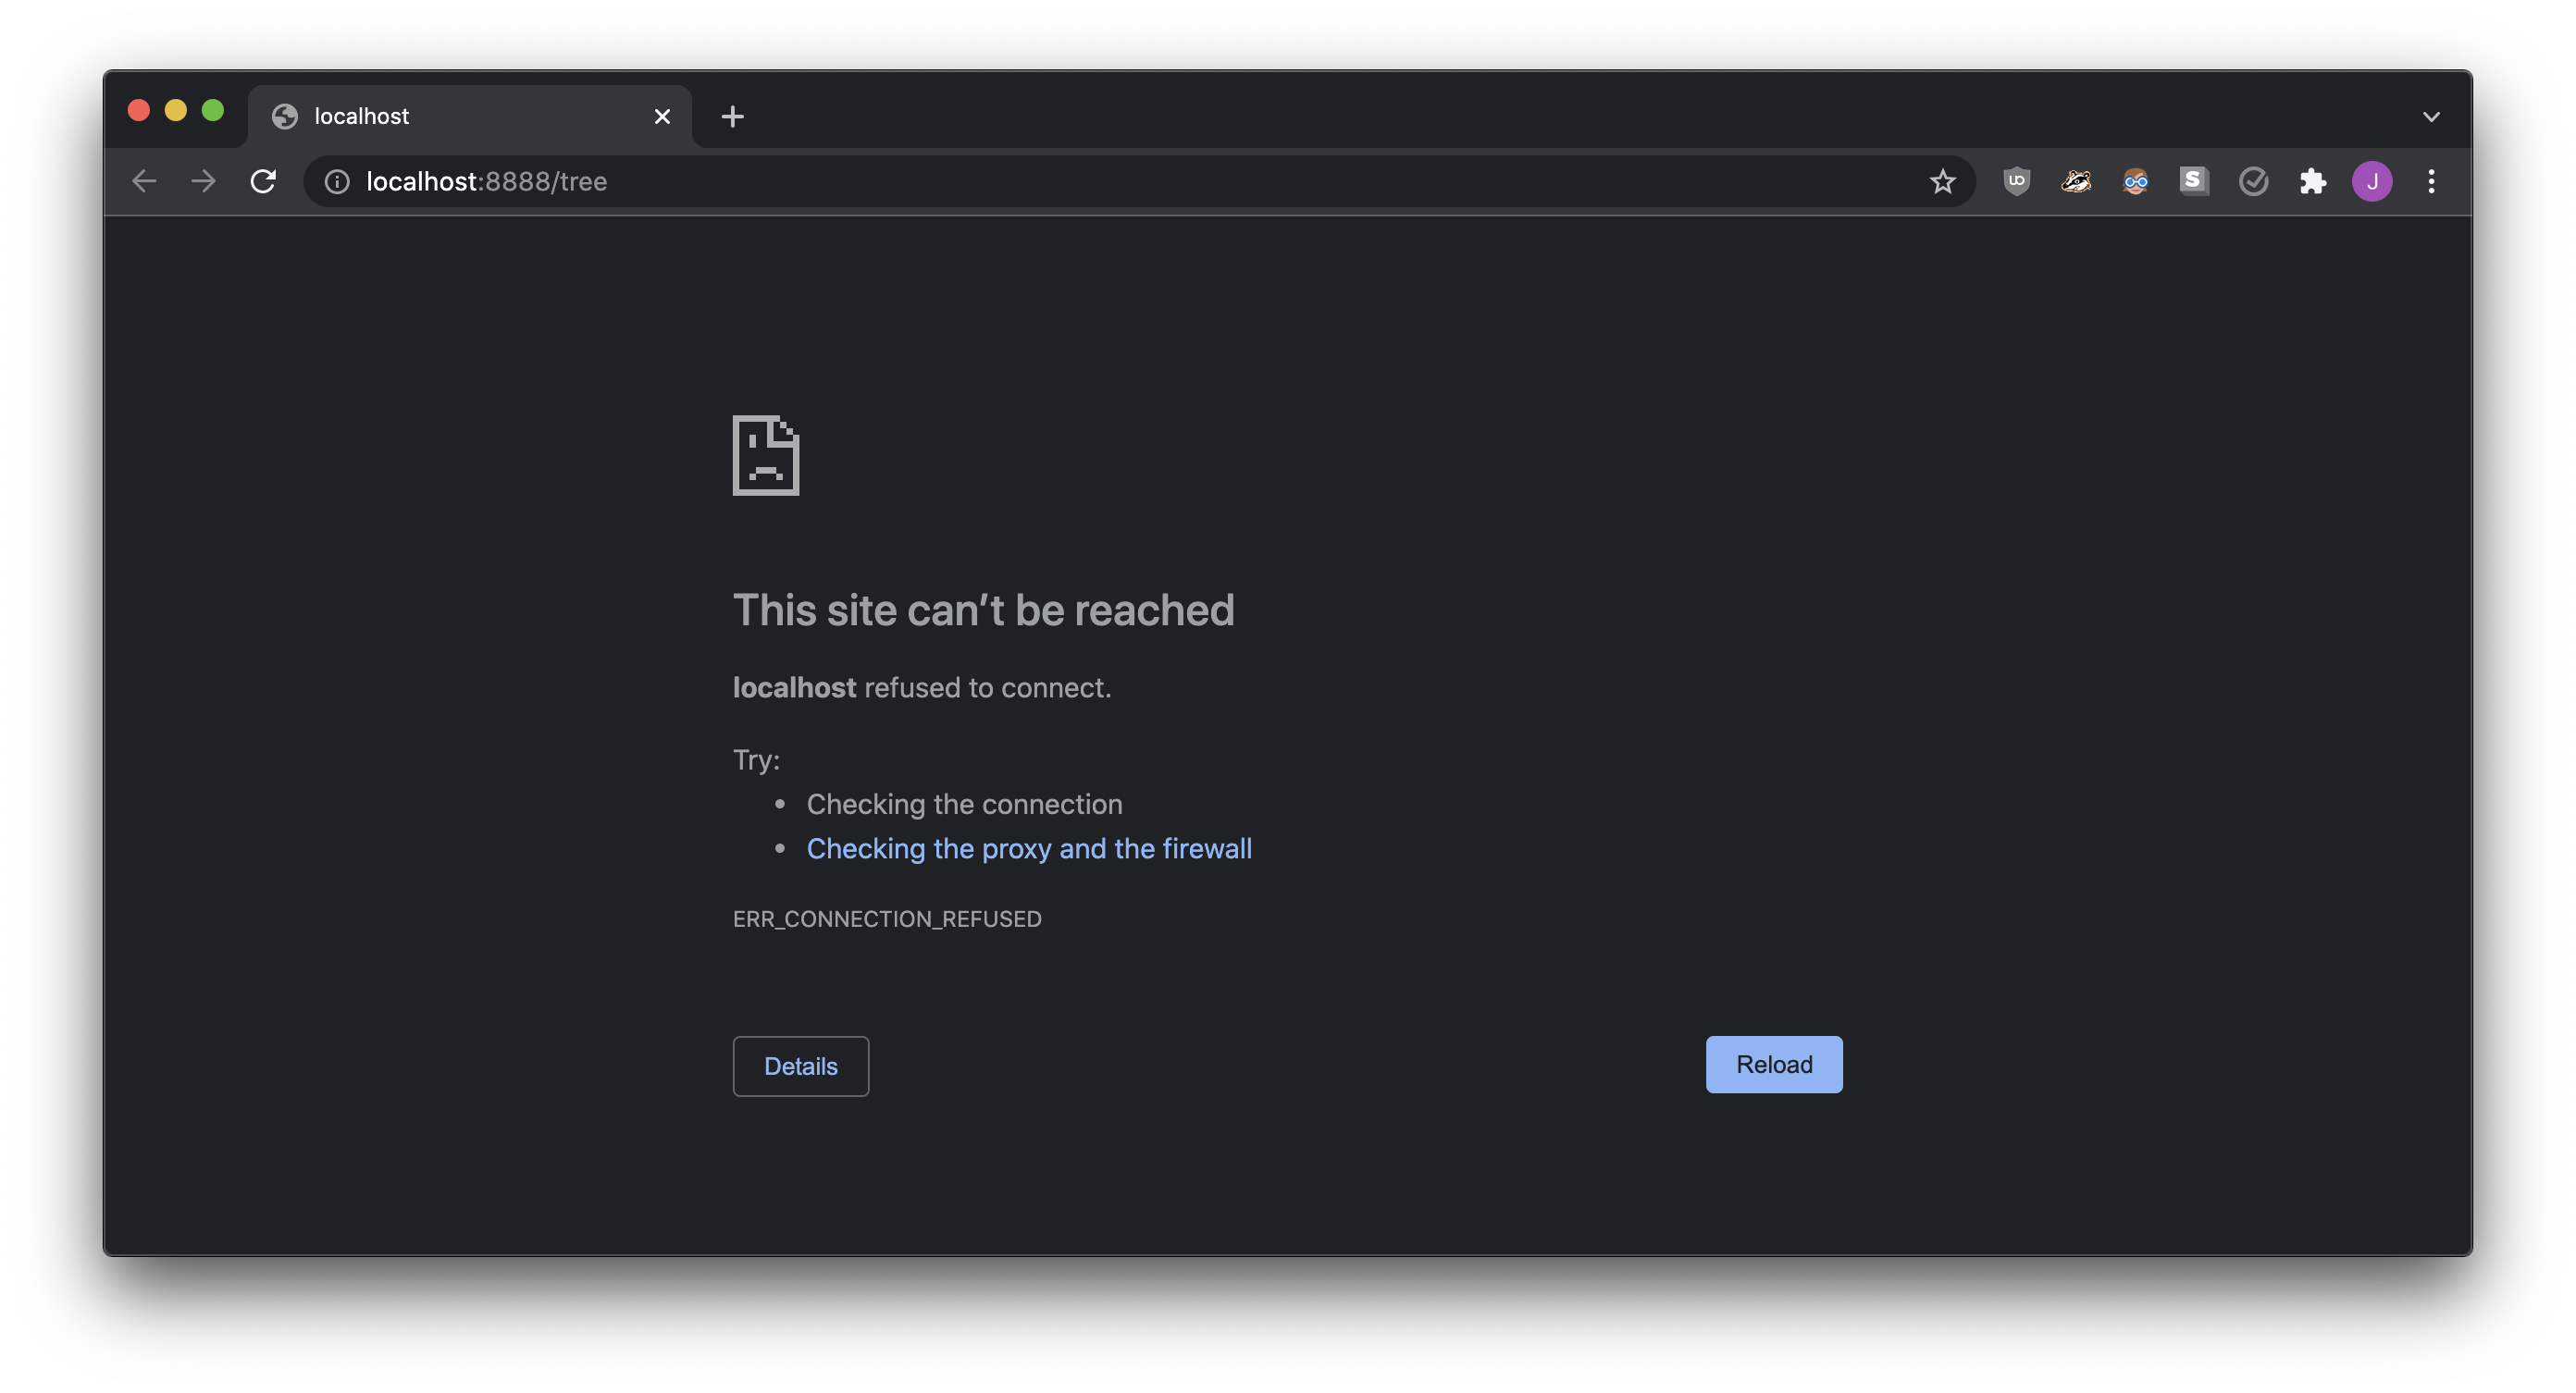 localhost
localhost:8888/tree
UO
S
J
This site can’t be reached
localhost refused to connect.
Try:
• Checking the connection
• Checking the proxy and the firewall
ERR_CONNECTION_REFUSED
Details
Reload